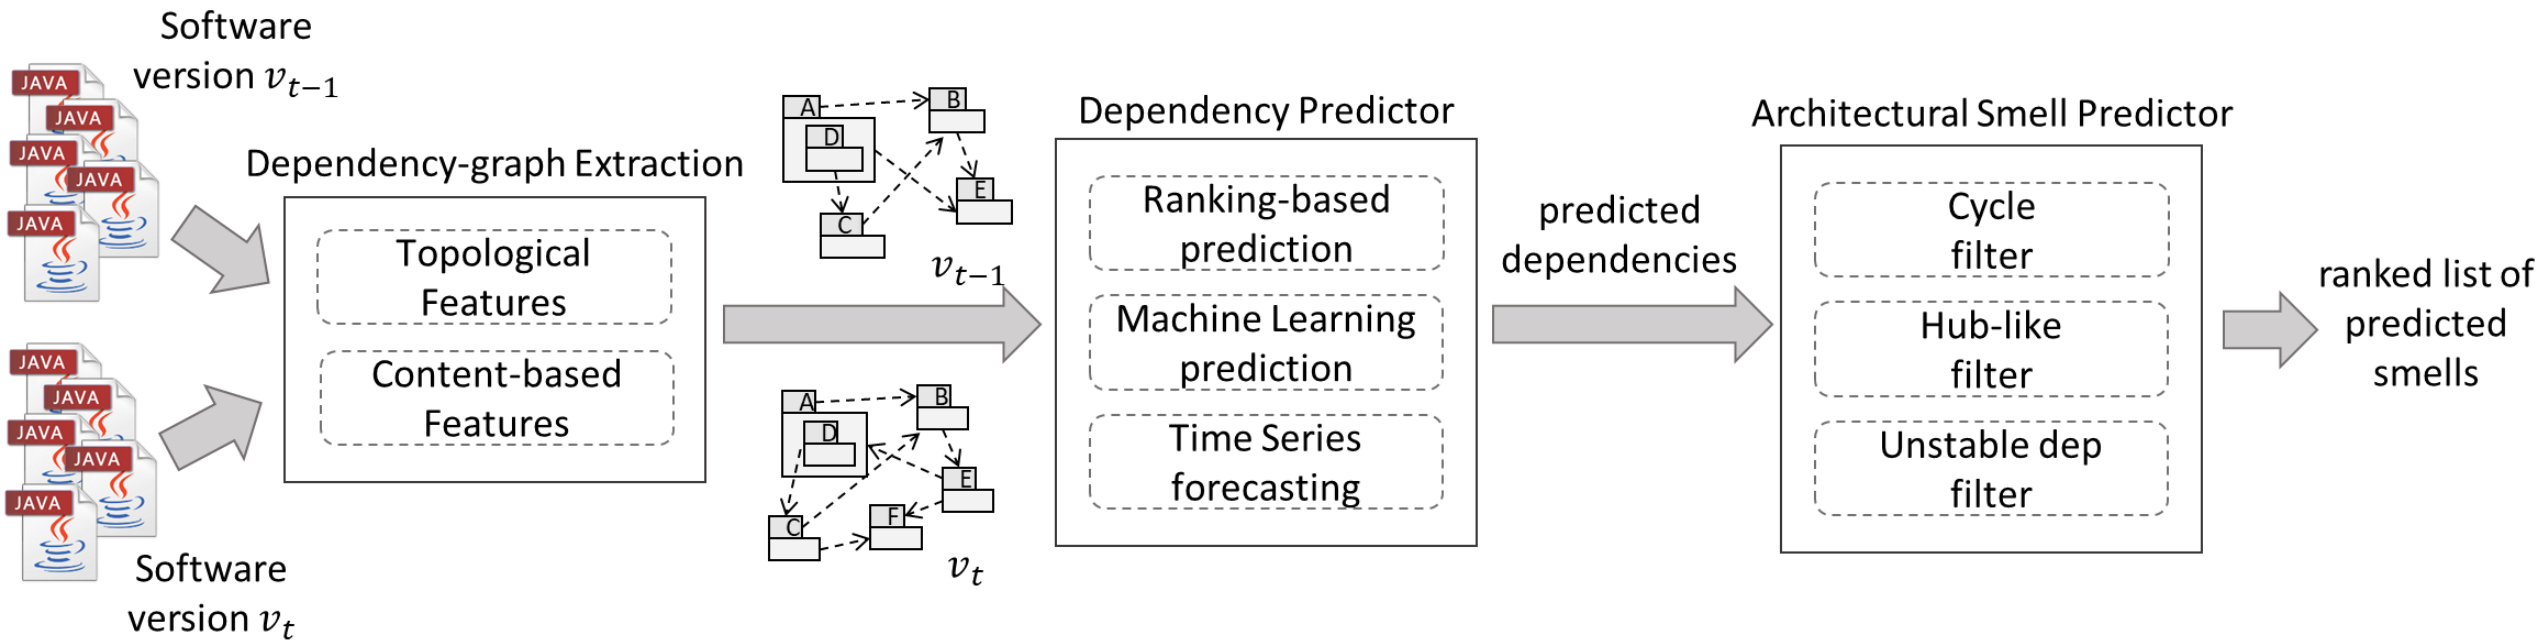 Software
version v_{t-1}
JAVA
JAVA
JAVA
JAVA
JAVA
JAVA
JAVA
JAVA
JAVA
JAVA
Software
version v_t
Dependency-graph Extraction
Topological
Features
Content-based
Features
A
B
D
E
C
v_{t-1}
A
B
D
E
C
F
v_t
Dependency Predictor
Ranking-based
prediction
Machine Learning
prediction
Time Series
forecasting
predicted
dependencies
Architectural Smell Predictor
Cycle
filter
Hub-like
filter
Unstable dep
filter
ranked list of
predicted
smells